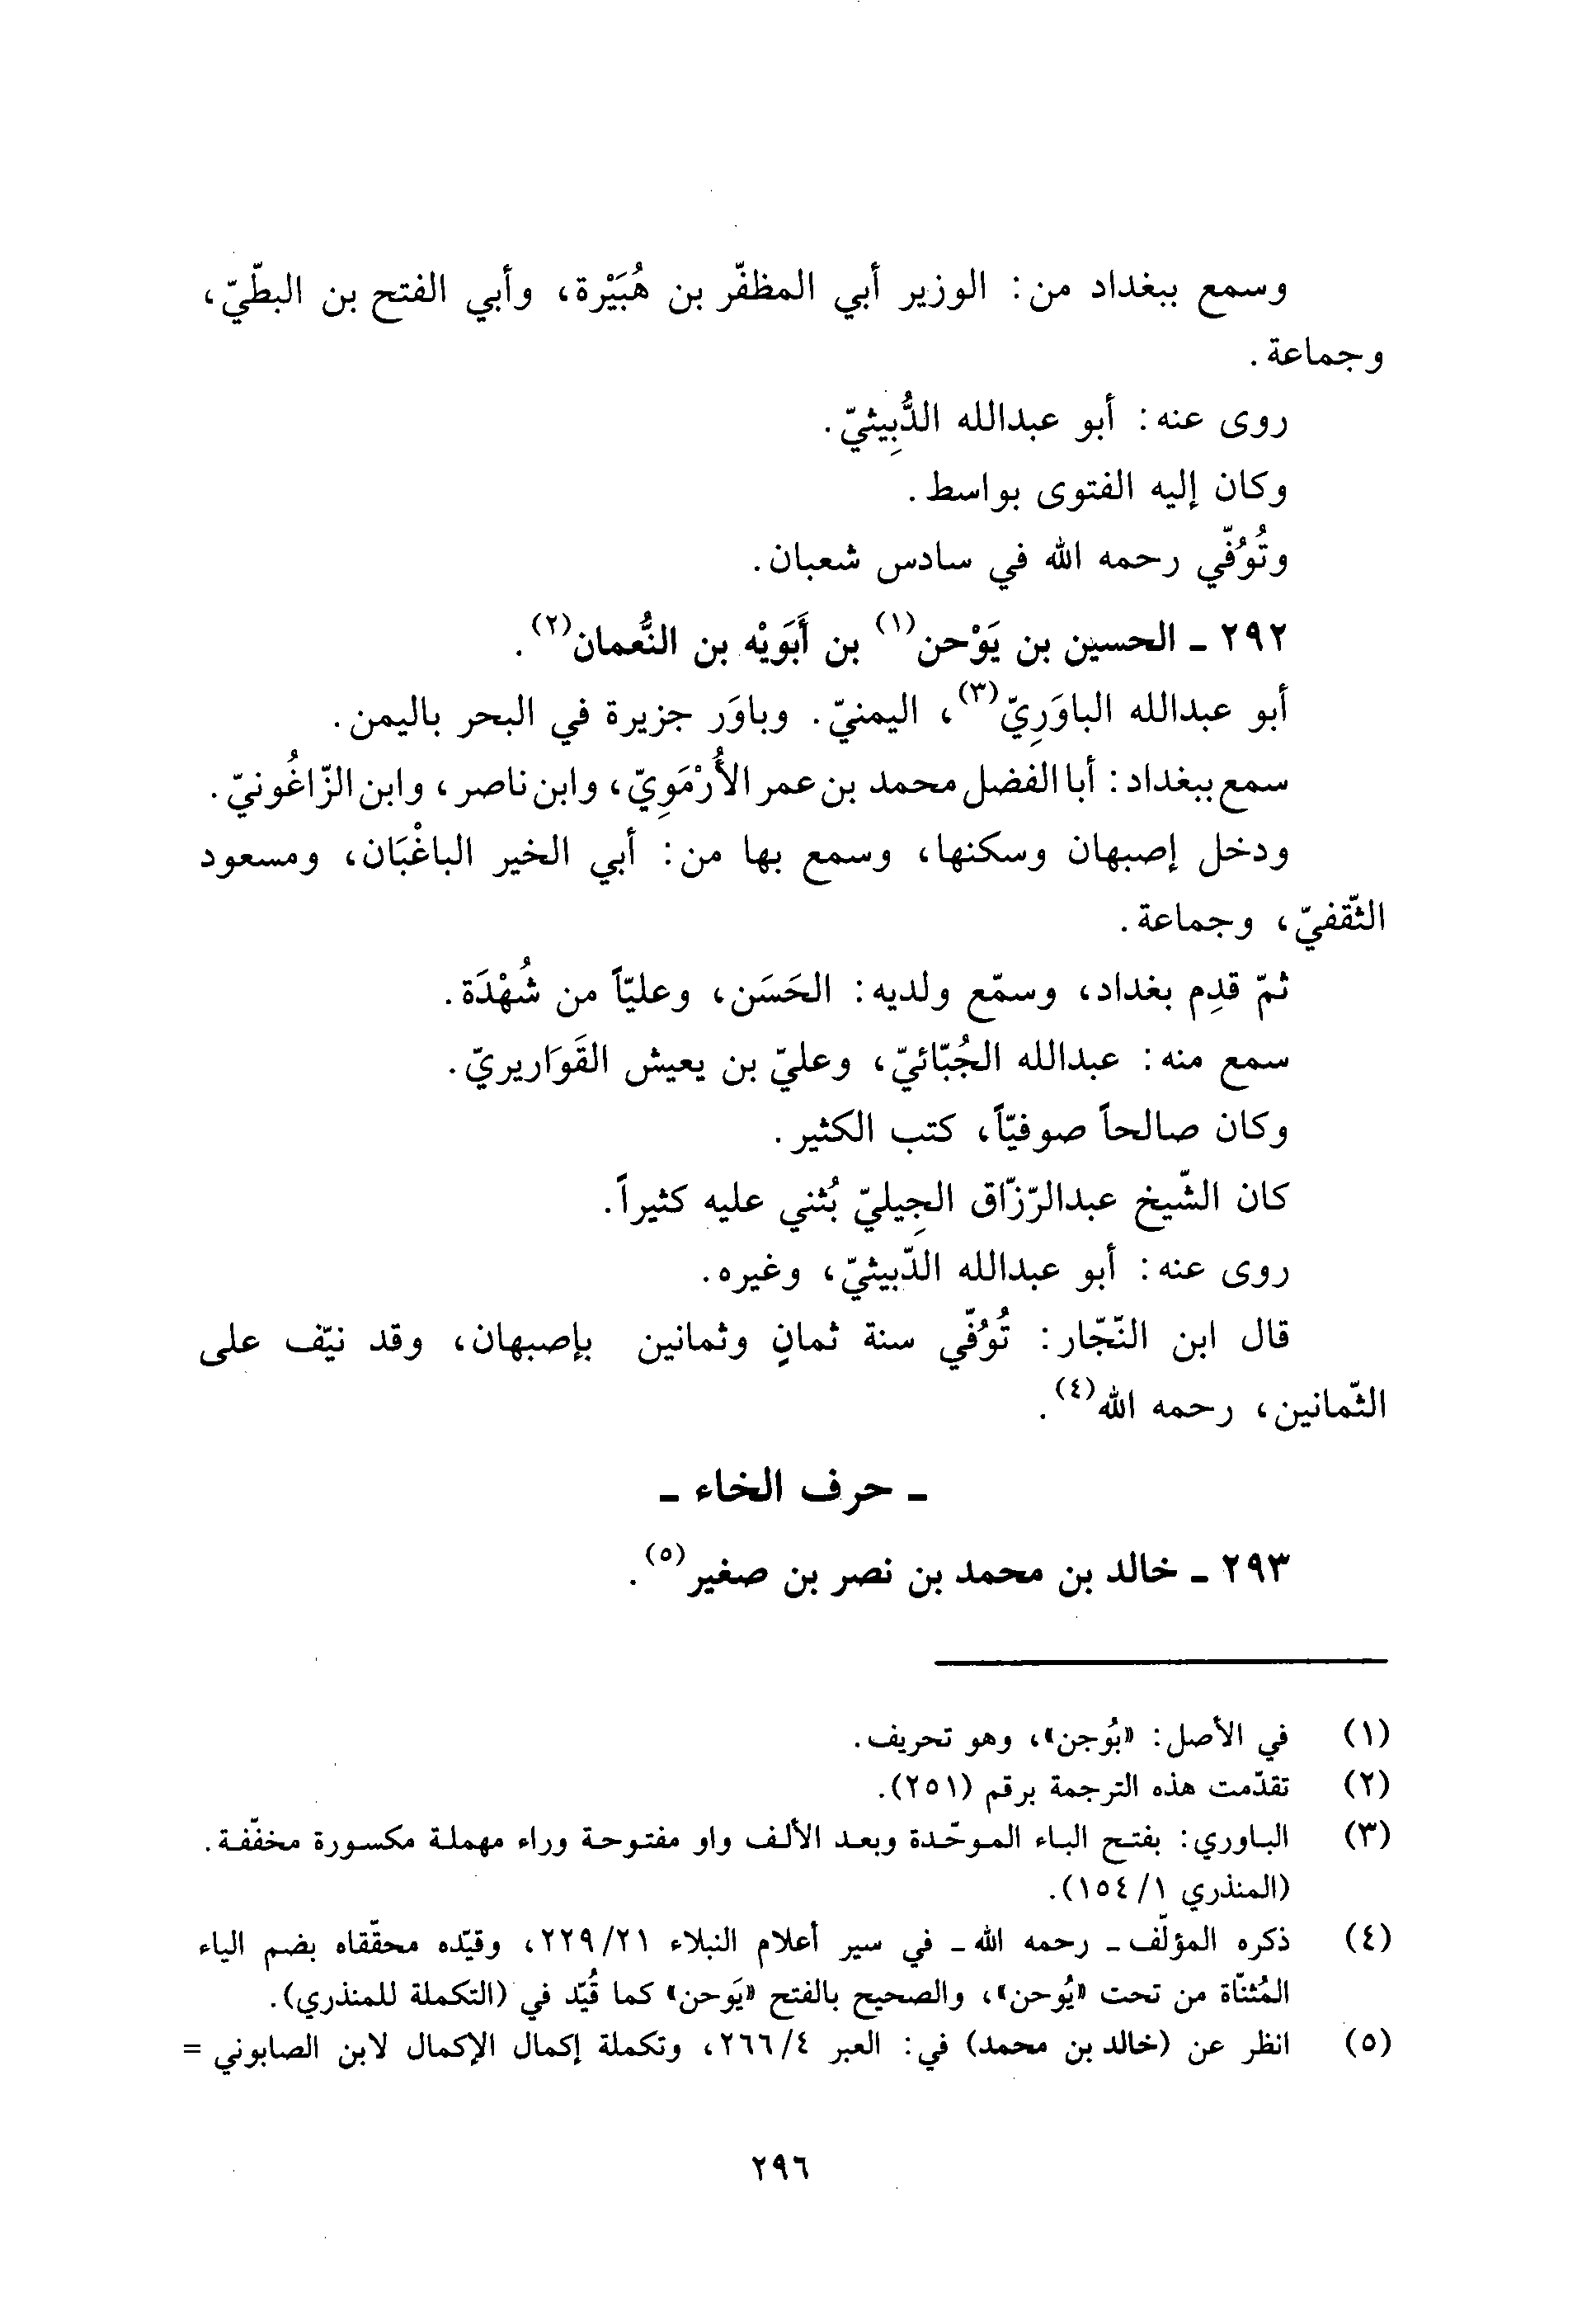 وسمع ببغداد من: الوزير أبي المظفّر بن هُبَيْرة، وأبي الفتح بن البطّيّ،
وجماعة.
روى عنه: أبو عبدالله الدُّبِيثيّ.
وكان إليه الفتوى بواسط.
وتُوُفّي رحمه الله في سادس شعبان.
٢٩٢ ـ الحسين بن يَوْحن(١) بن أَبَوَيْه بن النُّعمان(٢).
أبو عبدالله الباوَرِيّ(٣)، اليمنيّ. وباوَر جزيرة في البحر باليمن.
سمع ببغداد: أبا الفضل محمد بن عمر الأُرْمَوِيّ، وابن ناصر، وابن الزّاغُونيّ.
ودخل إصبهان وسكنها، وسمع بها من: أبي الخير الباغْبَان، ومسعود
الثّقفيّ، وجماعة.
ثمّ قدِم بغداد، وسمّع ولديه: الحَسَن، وعليّاً من شُهْدَة.
سمع منه: عبدالله الجُبّائيّ، وعليّ بن يعيش القَوَاريريّ.
وكان صالحاً صوفيّاً، كتب الكثير.
كان الشّيخ عبدالرّزّاق الجِيليّ يُثني عليه كثيراً.
روى عنه: أبو عبدالله الدّبيثيّ، وغيره.
قال ابن النّجّار: تُوُفّي سنة ثمانٍ وثمانين بإصبهان، وقد نيّف على
الثّمانين، رحمه الله(٤).
ـ حرف الخاء ـ
٢٩٣ ـ خالد بن محمد بن نصر بن صغير(٥).
(١) في الأصل: «بُوجن»، وهو تحريف.
(٢) تقدّمت هذه الترجمة برقم (٢٥١).
(٣) الباوري: بفتح الباء الموحّدة وبعد الألف واو مفتوحة وراء مهملة مكسورة مخفّفة.
(المنذري ١/١٥٤).
(٤) ذكره المؤلّف ـ رحمه الله ـ في سير أعلام النبلاء ٢١/٢٢٩، وقيّده محقّقاه بضم الياء
المُثنّاة من تحت «يُوحن»، والصحيح بالفتح «يَوحن» كما قُيّد في (التكملة للمنذري).
(٥) انظر عن (خالد بن محمد) في: العبر ٤/٢٦٦، وتكملة إكمال الإكمال لابن الصابوني =
٢٩٦